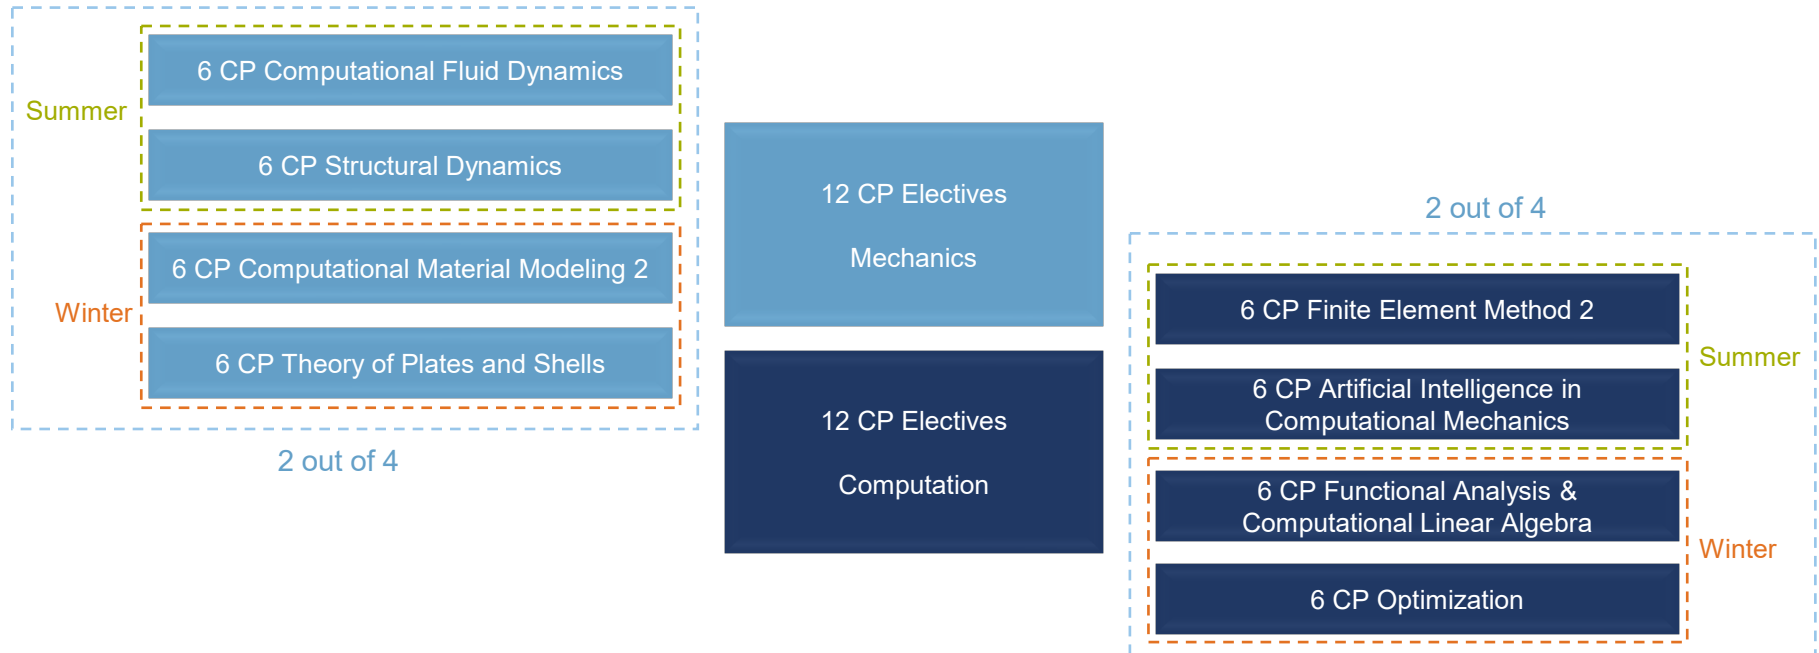 Summer
6 CP Computational Fluid Dynamics
6 CP Structural Dynamics
Winter
6 CP Computational Material Modeling 2
6 CP Theory of Plates and Shells
2 out of 4
12 CP Electives
Mechanics
12 CP Electives
Computation
2 out of 4
6 CP Finite Element Method 2
6 CP Artificial Intelligence in
Computational Mechanics
Summer
6 CP Functional Analysis &
Computational Linear Algebra
6 CP Optimization
Winter